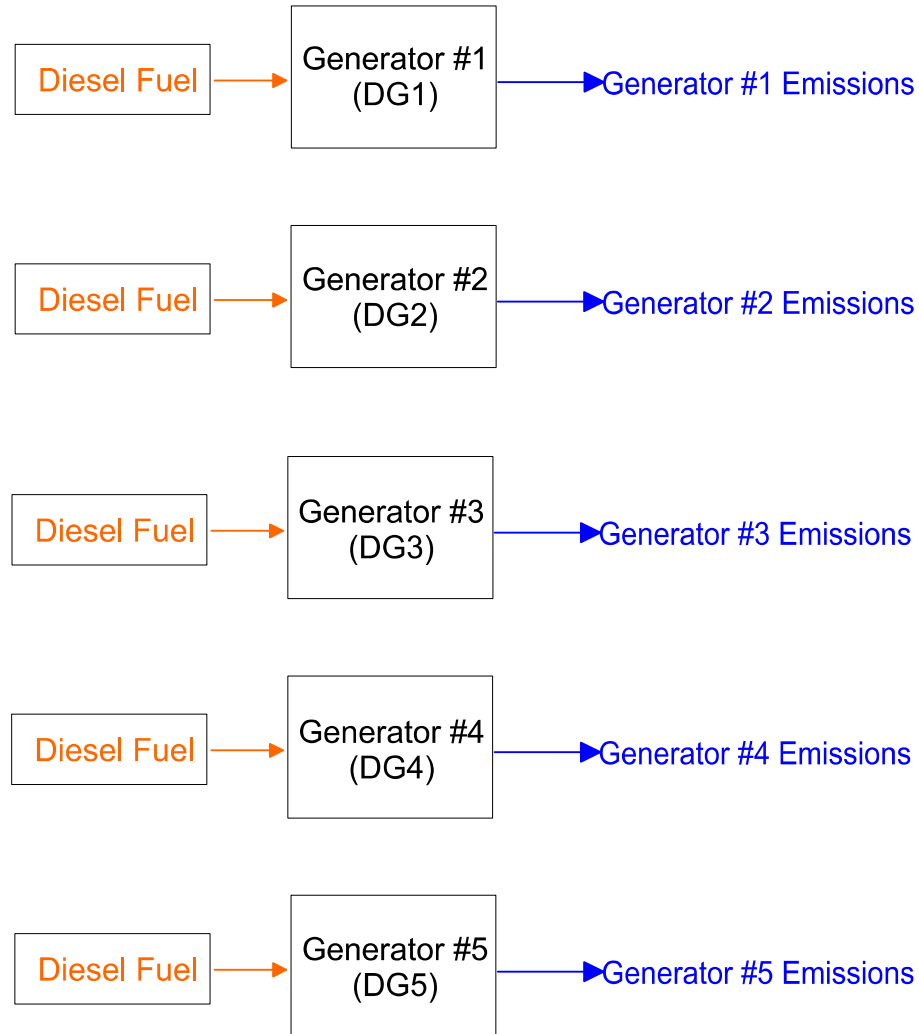 Diesel Fuel
Generator #1
(DG1)
Generator #1 Emissions
Diesel Fuel
Generator #2
(DG2)
Generator #2 Emissions
Diesel Fuel
Generator #3
(DG3)
Generator #3 Emissions
Diesel Fuel
Generator #4
(DG4)
Generator #4 Emissions
Diesel Fuel
Generator #5
(DG5)
Generator #5 Emissions